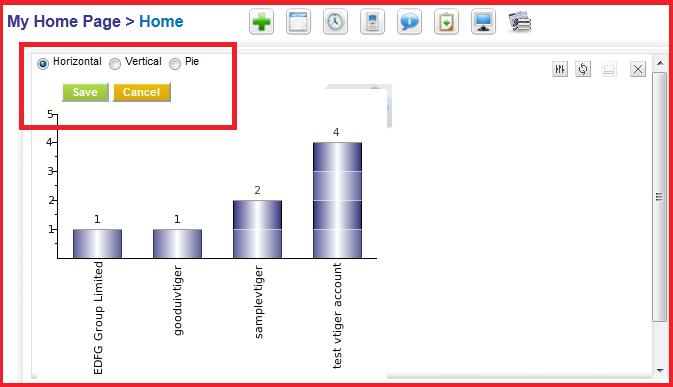 My Home Page > Home
Horizontal Vertical Pie
Save Cancel
5
4
3
2
1
1
1
2
4
EDFG Group Limited
gooduivtiger
samplevtiger
test vtiger account